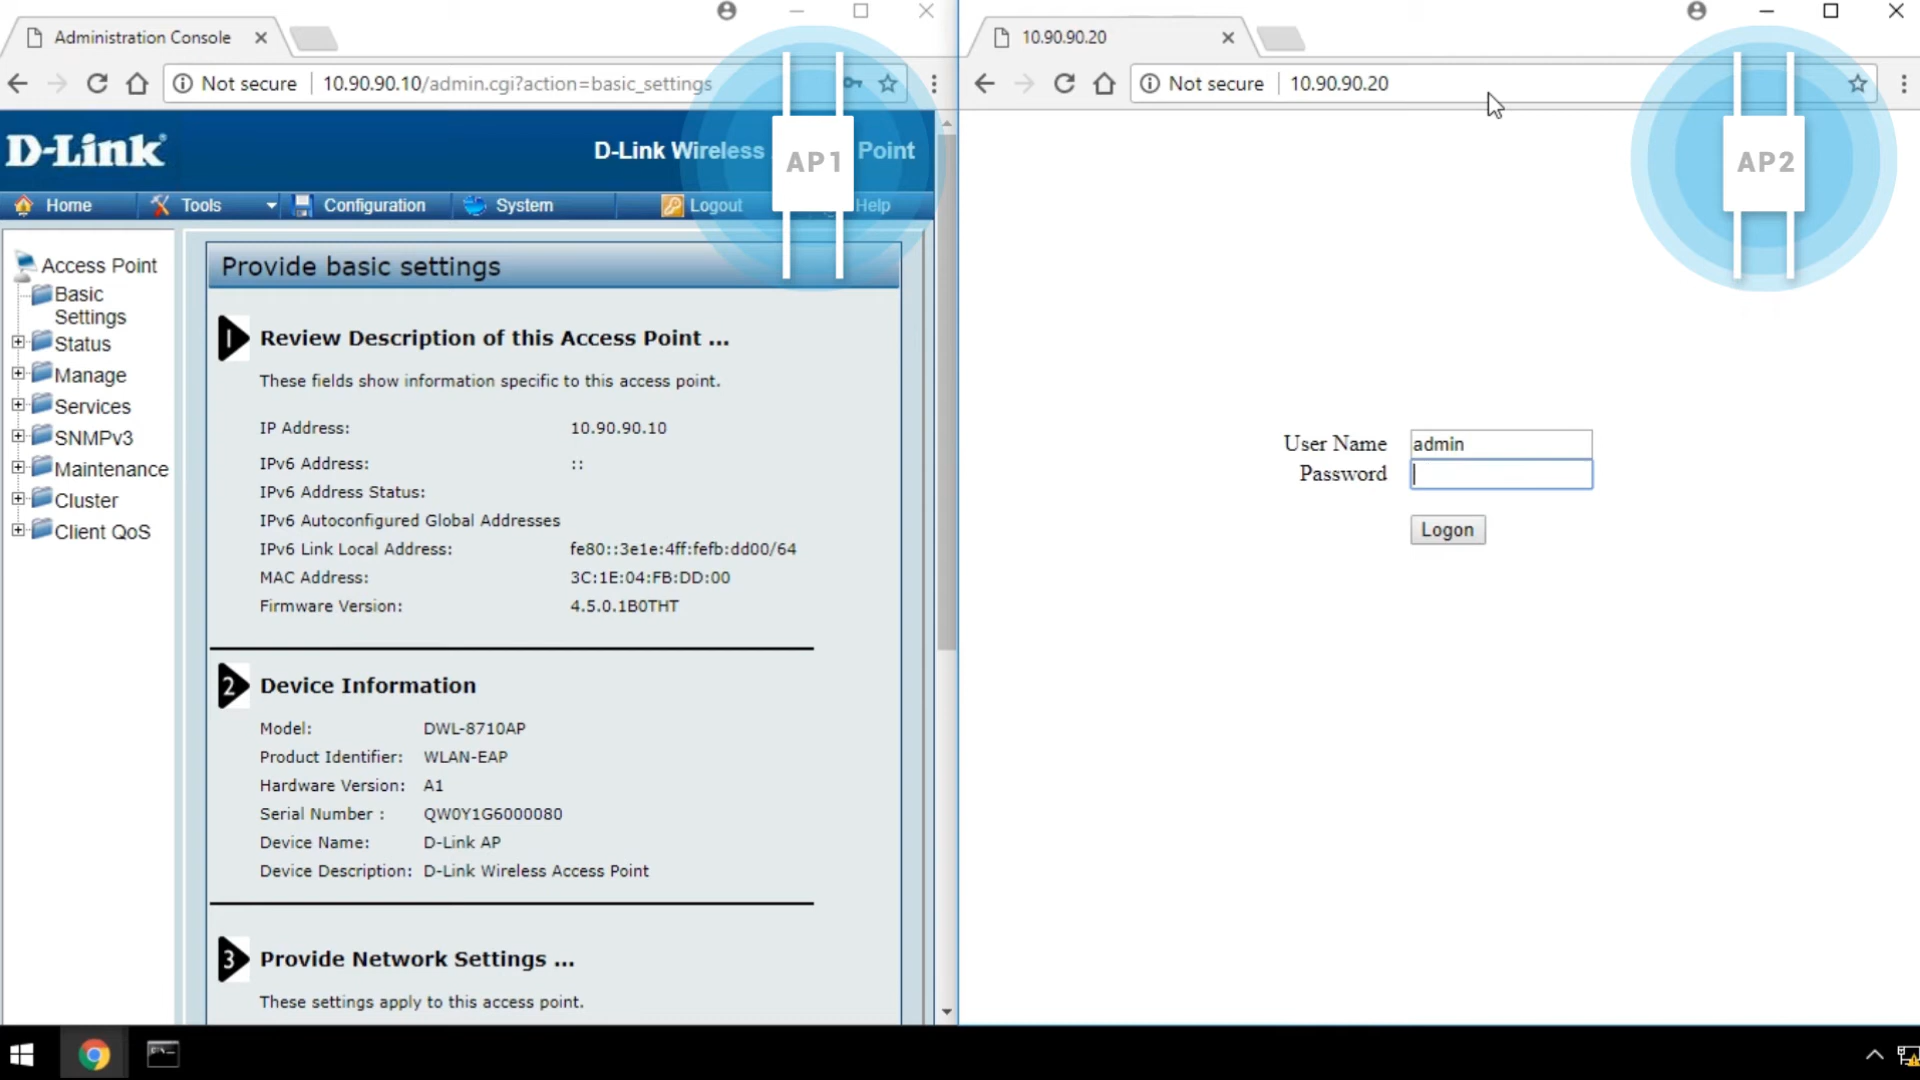 Administration Console
Not secure
10.90.90.10/admin.cgi?action=basic_settings
D-Link
D-Link Wireless
Point
AP1
Home
Tools
Configuration
System
Logout
Help
Access Point
Basic
Settings
Status
Manage
Services
SNMPv3
Maintenance
Cluster
Client QoS
Provide basic settings
1
Review Description of this Access Point ...
These fields show information specific to this access point.
IP Address: 10.90.90.10
IPv6 Address: ::
IPv6 Address Status:
IPv6 Autoconfigured Global Addresses
IPv6 Link Local Address: fe80::3e1e:4ff:fefb:dd00/64
MAC Address: 3C:1E:04:FB:DD:00
Firmware Version: 4.5.0.1B0THT
2
Device Information
Model: DWL-8710AP
Product Identifier: WLAN-EAP
Hardware Version: A1
Serial Number : QW0Y1G6000080
Device Name: D-Link AP
Device Description: D-Link Wireless Access Point
3
Provide Network Settings ...
These settings apply to this access point.
10.90.90.20
Not secure
10.90.90.20
AP2
User Name admin
Password
Logon